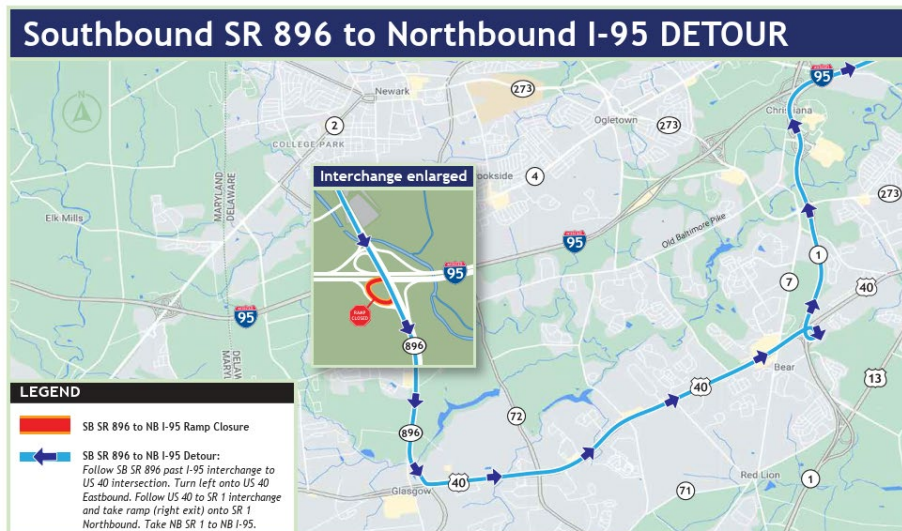 Southbound SR 896 to Northbound I-95 DETOUR
95
Newark
273
Christiana
Ogletown
273
2
COLLEGE PARK
N
Interchange enlarged
4
273
MARYLAND
DELAWARE
Elk Mills
Old Baltimore Pike
95
95
1
7
40
RAMP
CLOSED
95
896
40
Bear
13
LEGEND
SB SR 896 to NB I-95 Ramp Closure
896
72
SB SR 896 to NB I-95 Detour:
Follow SB SR 896 past I-95 interchange to
US 40 intersection. Turn left onto US 40
Eastbound. Follow US 40 to SR 1 interchange
and take ramp (right exit) onto SR 1
Northbound. Take NB SR 1 to NB I-95.
40
Glasgow
71
Red Lion
1